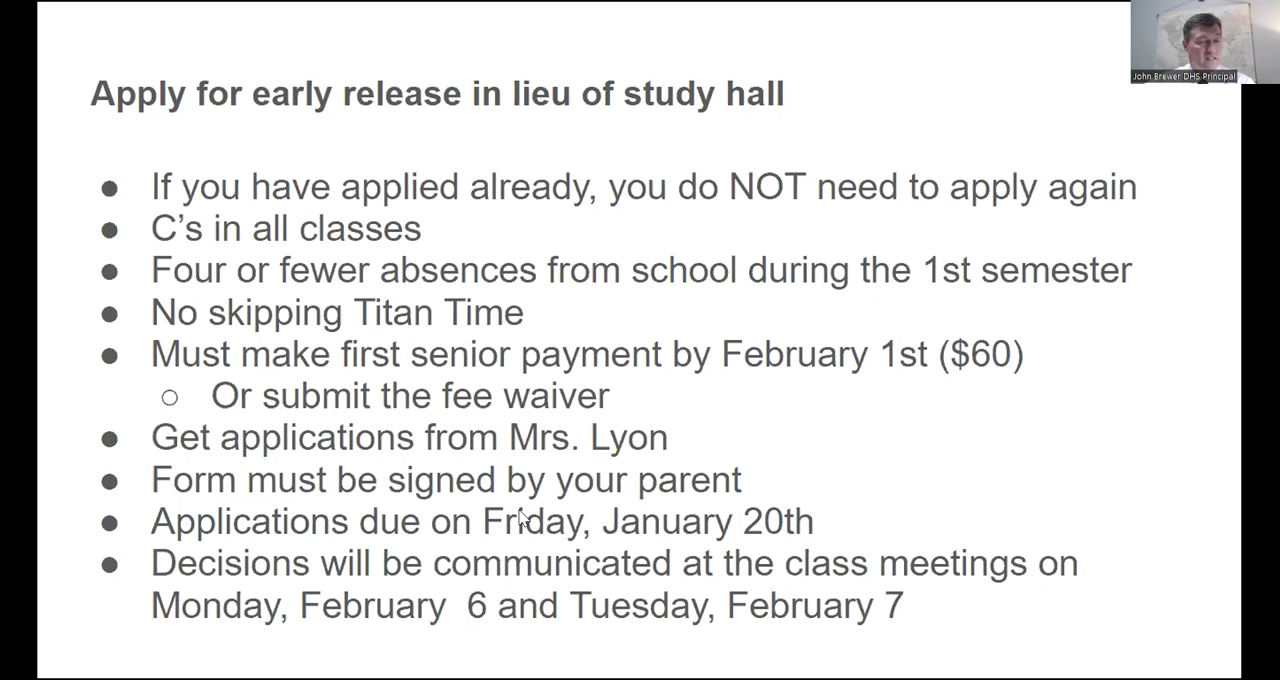 John Brewer DHS Principal
Apply for early release in lieu of study hall
● If you have applied already, you do NOT need to apply again
● C’s in all classes
● Four or fewer absences from school during the 1st semester
● No skipping Titan Time
● Must make first senior payment by February 1st ($60)
○ Or submit the fee waiver
● Get applications from Mrs. Lyon
● Form must be signed by your parent
● Applications due on Friday, January 20th
● Decisions will be communicated at the class meetings on
Monday, February  6 and Tuesday, February 7